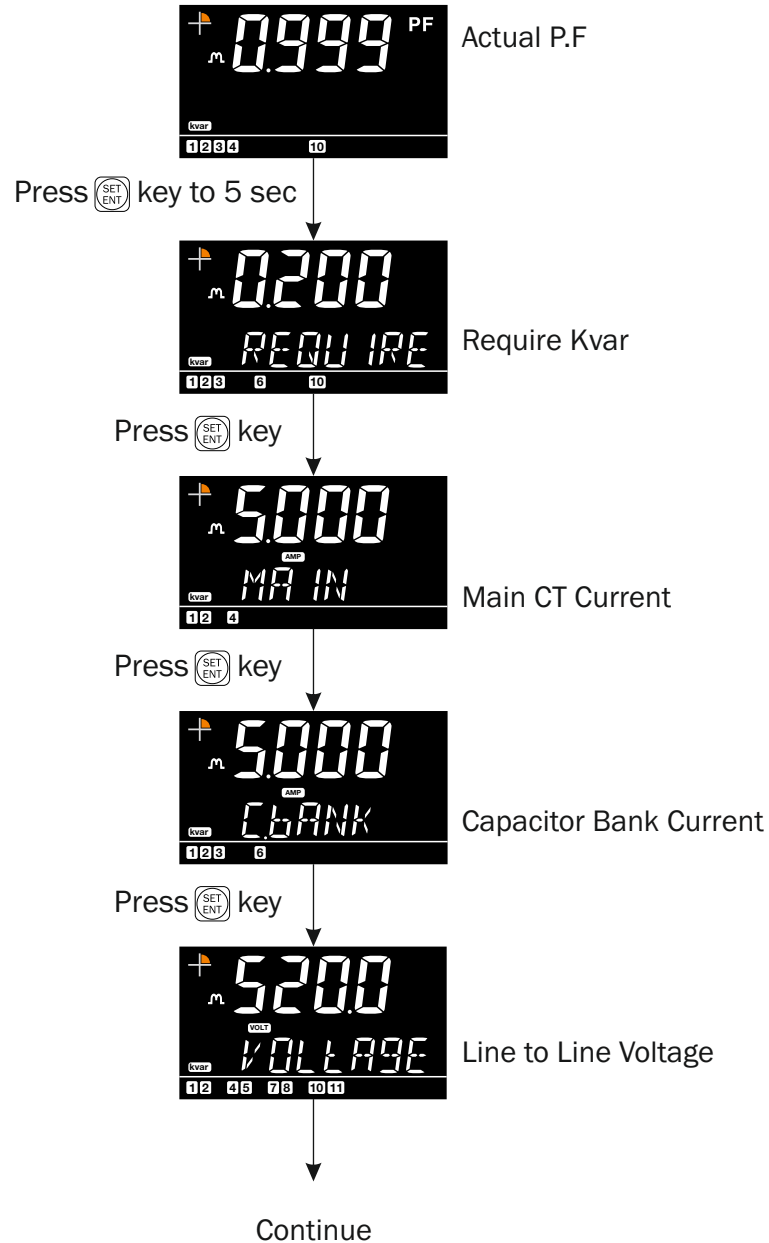 0.999 PF
Actual P.F
kvar
1 2 3 4 10
Press SET ENT key to 5 sec
0.200
REQUIRE
Require Kvar
kvar
1 2 3 6 10
Press SET ENT key
5.000
AMP
MAIN
Main CT Current
kvar
1 2 4
Press SET ENT key
5.000
AMP
C.bANK
Capacitor Bank Current
kvar
1 2 3 6
Press SET ENT key
520.0
VOLT
VOLtAGE
Line to Line Voltage
kvar
1 2 4 5 7 8 10 11
Continue